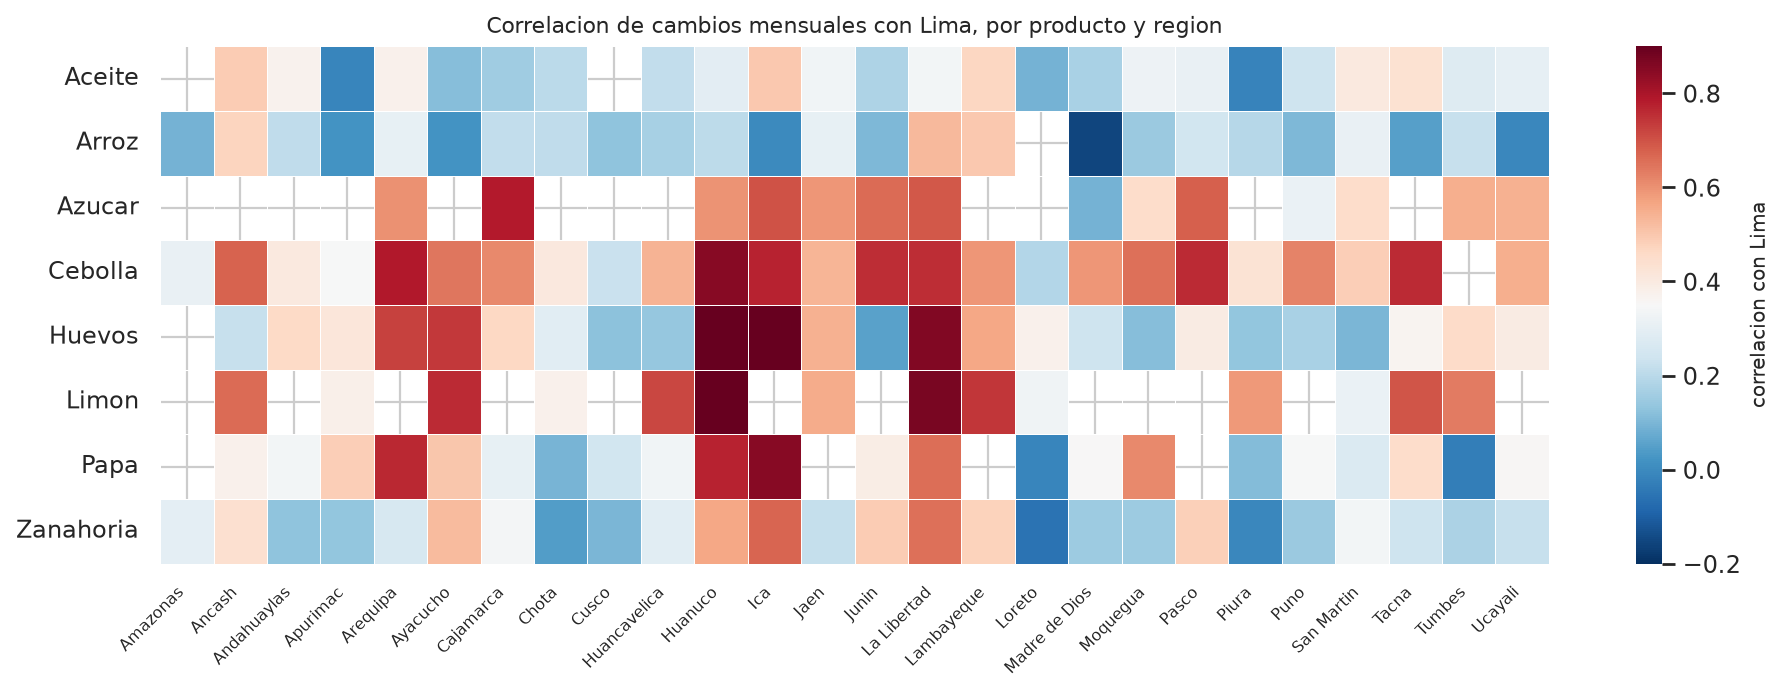 Correlacion de cambios mensuales con Lima, por producto y region
Aceite
Arroz
Azucar
Cebolla
Huevos
Limon
Papa
Zanahoria
Amazonas
Ancash
Andahuaylas
Apurimac
Arequipa
Ayacucho
Cajamarca
Chota
Cusco
Huancavelica
Huanuco
Ica
Jaen
Junin
La Libertad
Lambayeque
Loreto
Madre de Dios
Moquegua
Pasco
Piura
Puno
San Martin
Tacna
Tumbes
Ucayali
0.8
0.6
0.4
0.2
0.0
−0.2
correlacion con Lima